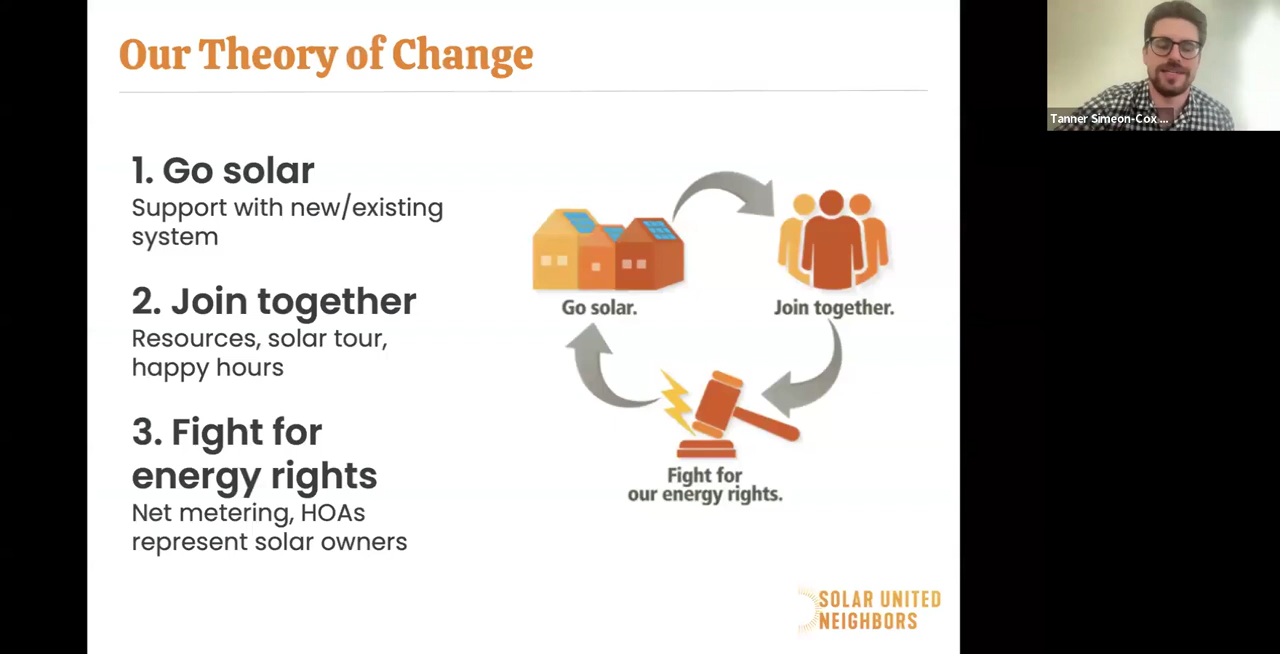 Our Theory of Change
1. Go solar
Support with new/existing
system
2. Join together
Resources, solar tour,
happy hours
3. Fight for
energy rights
Net metering, HOAs
represent solar owners
Go solar.
Join together.
Fight for
our energy rights.
SOLAR UNITED
NEIGHBORS
Tanner Simeon-Cox ...